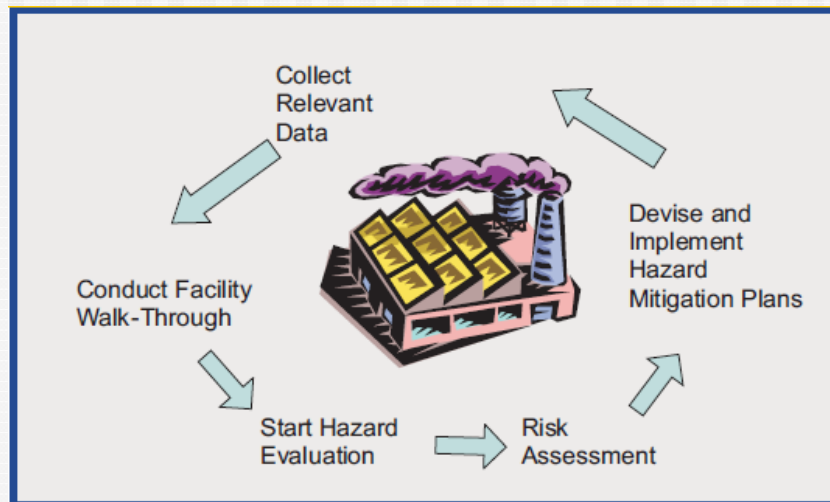 Collect
Relevant
Data
Conduct Facility
Walk-Through
Start Hazard
Evaluation
Risk
Assessment
Devise and
Implement
Hazard
Mitigation Plans